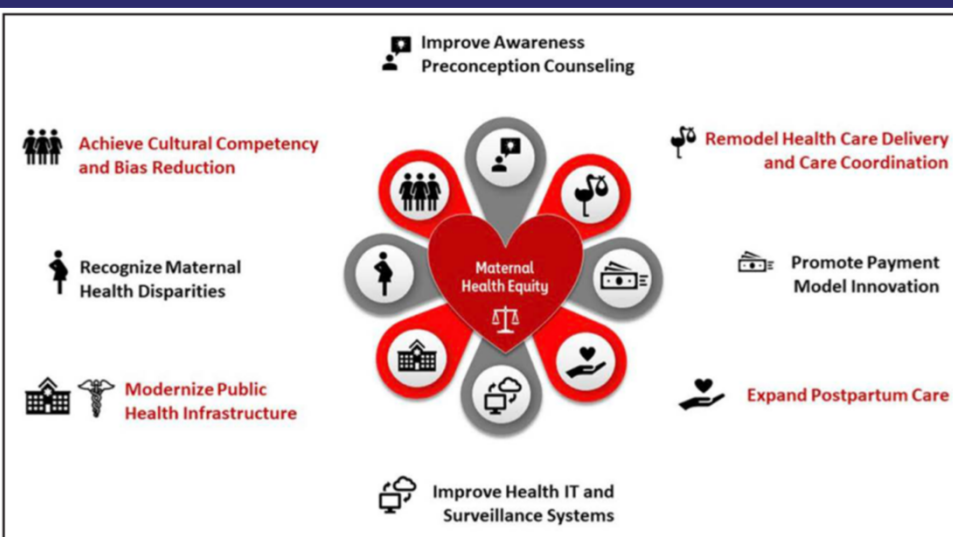 Improve Awareness
Preconception Counseling
Achieve Cultural Competency
and Bias Reduction
Remodel Health Care Delivery
and Care Coordination
Recognize Maternal
Health Disparities
Maternal
Health Equity
Promote Payment
Model Innovation
Modernize Public
Health Infrastructure
Expand Postpartum Care
Improve Health IT and
Surveillance Systems